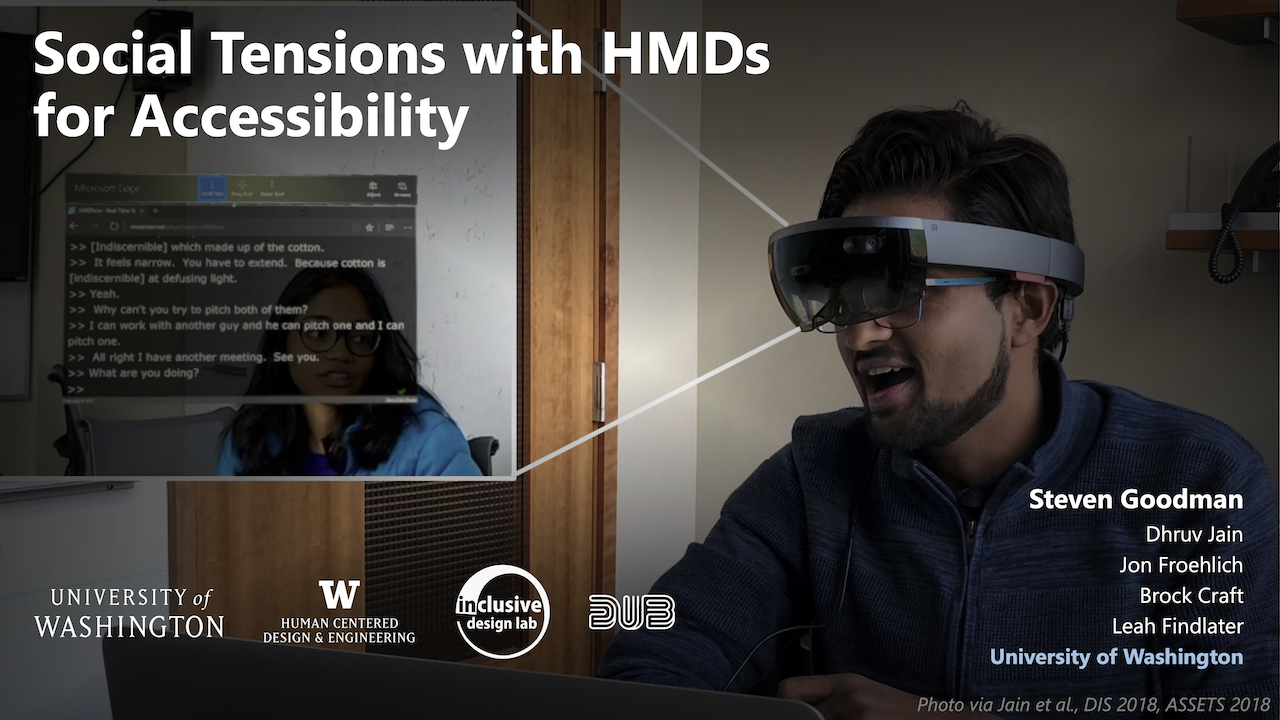 Social Tensions with HMDs
for Accessibility
Microsoft Edge
>> [Indiscernible] which made up of the cotton.
>> It feels narrow. You have to extend. Because cotton is
[indiscernible] at defusing light.
>> Yeah.
>> Why can't you try to pitch both of them?
>> I can work with another guy and he can pitch one and I can
pitch one.
>> All right I have another meeting. See you.
>> What are you doing?
>>
Steven Goodman
Dhruv Jain
Jon Froehlich
Brock Craft
Leah Findlater
University of Washington
UNIVERSITY of
WASHINGTON
W
HUMAN CENTERED
DESIGN & ENGINEERING
inclusive
design lab
DUB
Photo via Jain et al., DIS 2018, ASSETS 2018